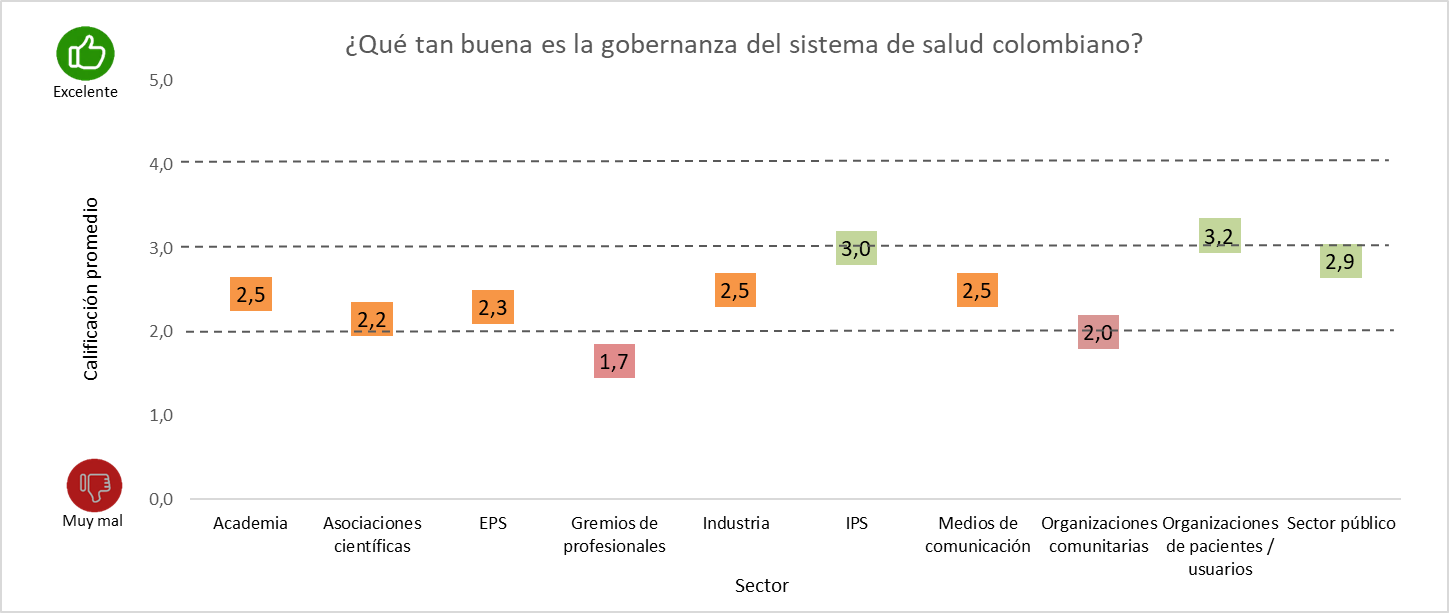 ¿Qué tan buena es la gobernanza del sistema de salud colombiano?
Excelente
5,0
4,0
3,0
2,0
1,0
0,0
Calificación promedio
Muy mal
2,5
2,2
2,3
1,7
2,5
3,0
2,5
2,0
3,2
2,9
Academia
Asociaciones
científicas
EPS
Gremios de
profesionales
Industria
IPS
Medios de
comunicación
Organizaciones
comunitarias
Organizaciones
de pacientes /
usuarios
Sector público
Sector